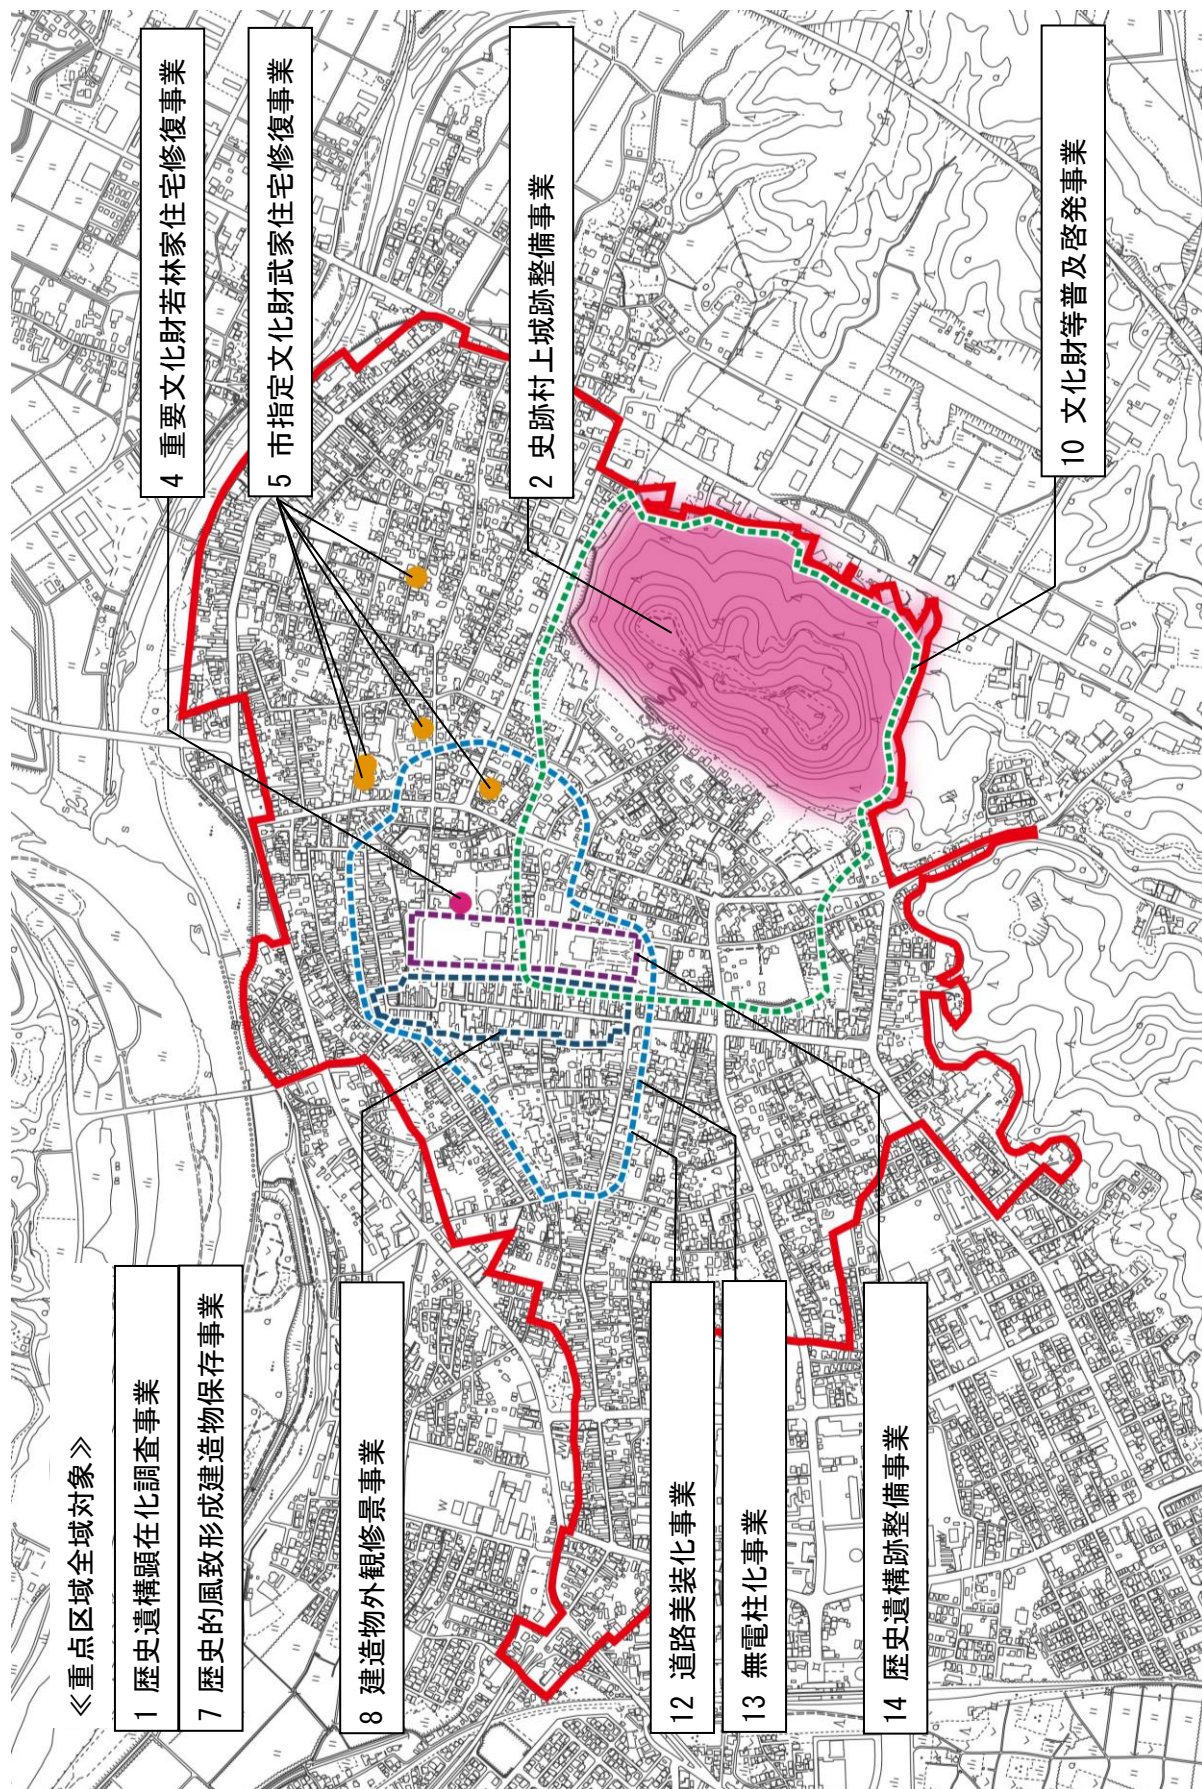 ≪重点区域全域対象≫
1 歴史遺構顕在化調査事業
7 歴史的風致形成建造物保存事業
8 建造物外観修景事業
12 道路美装化事業
13 無電柱化事業
14 歴史遺構跡整備事業
4 重要文化財若林家住宅修復事業
5 市指定文化財武家住宅修復事業
2 史跡村上城跡整備事業
10 文化財等普及啓発事業